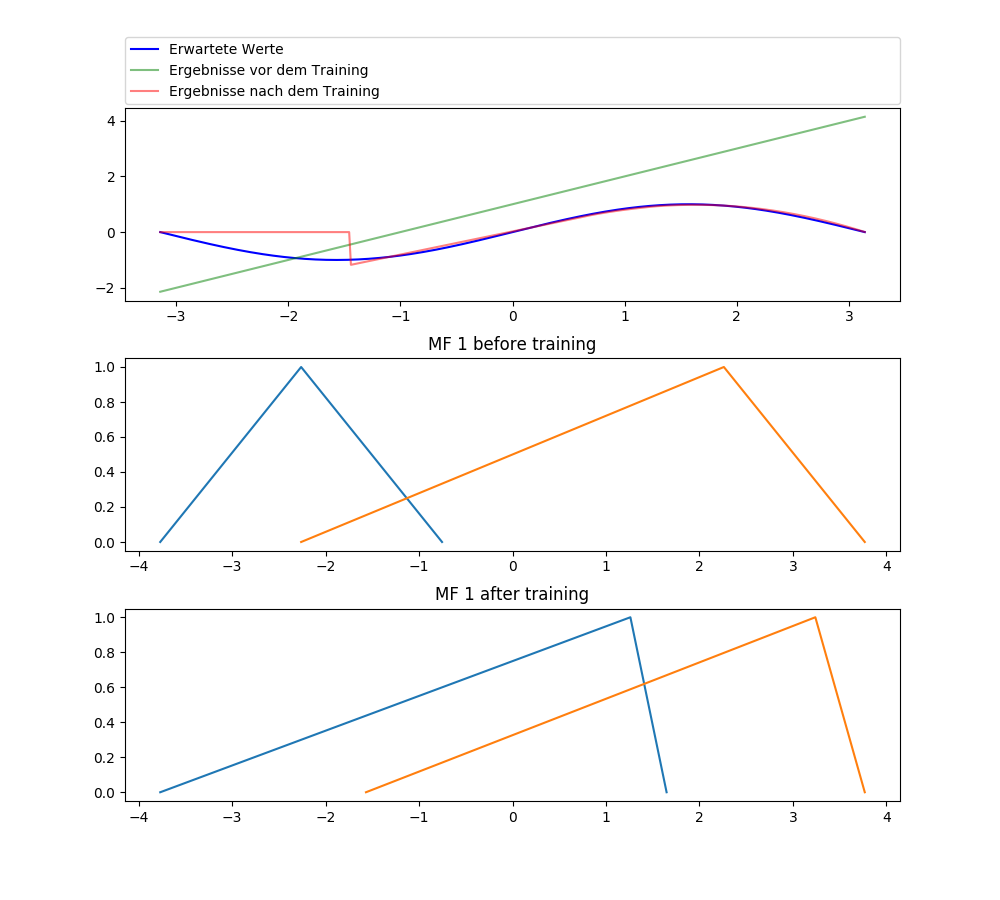 Erwartete Werte
Ergebnisse vor dem Training
Ergebnisse nach dem Training
4
2
0
−2
−3 −2 −1 0 1 2 3
MF 1 before training
1.0
0.8
0.6
0.4
0.2
0.0
−4 −3 −2 −1 0 1 2 3 4
MF 1 after training
1.0
0.8
0.6
0.4
0.2
0.0
−4 −3 −2 −1 0 1 2 3 4